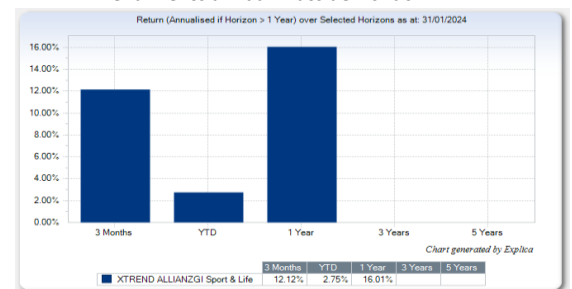 Return (Annualised if Horizon > 1 Year) over Selected Horizons as at: 31/01/2024
16.00%
14.00%
12.00%
10.00%
8.00%
6.00%
4.00%
2.00%
0.00%
3 Months YTD 1 Year 3 Years 5 Years
Chart generated by Explica
3 Months YTD 1 Year 3 Years 5 Years
XTREND ALLIANZGI Sport & Life 12.12% 2.75% 16.01%